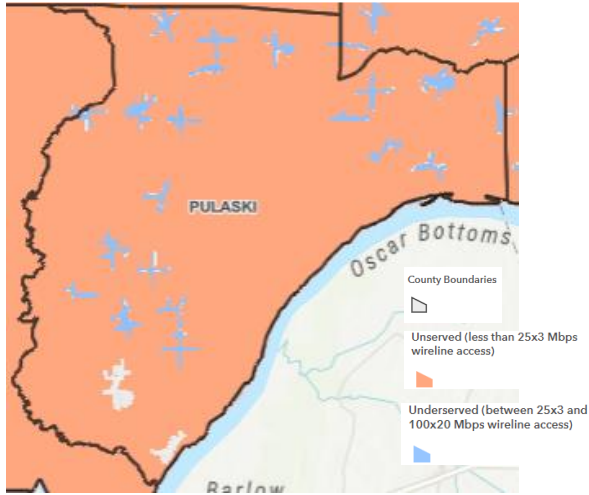 PULASKI
Oscar Bottoms
County Boundaries
Unserved (less than 25x3 Mbps
wireline access)
Underserved (between 25x3 and
100x20 Mbps wireline access)
Barlow